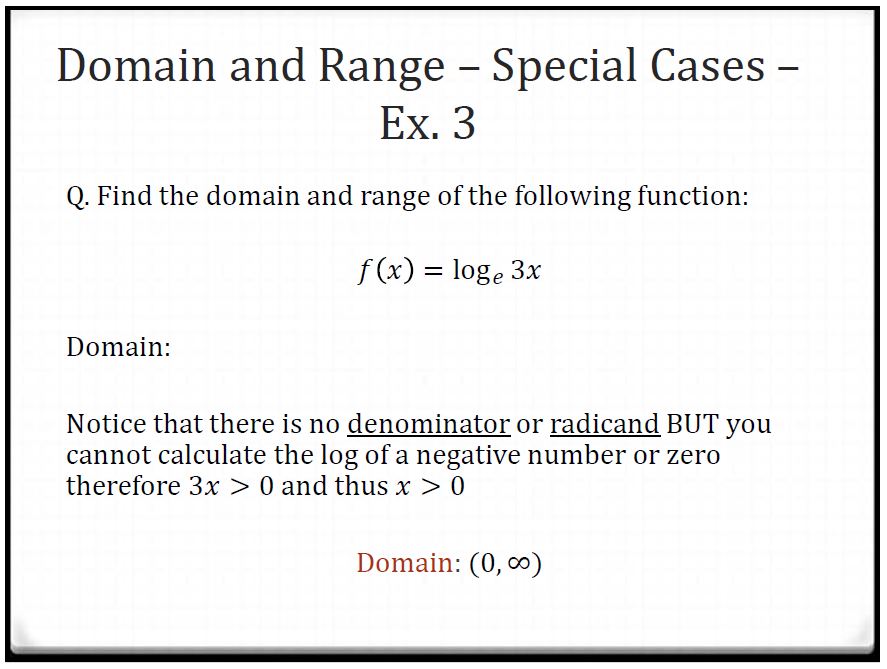 Domain and Range – Special Cases –
Ex. 3
Q. Find the domain and range of the following function:
f(x) = logₑ 3x
Domain:
Notice that there is no denominator or radicand BUT you
cannot calculate the log of a negative number or zero
therefore 3x > 0 and thus x > 0
Domain: (0, ∞)